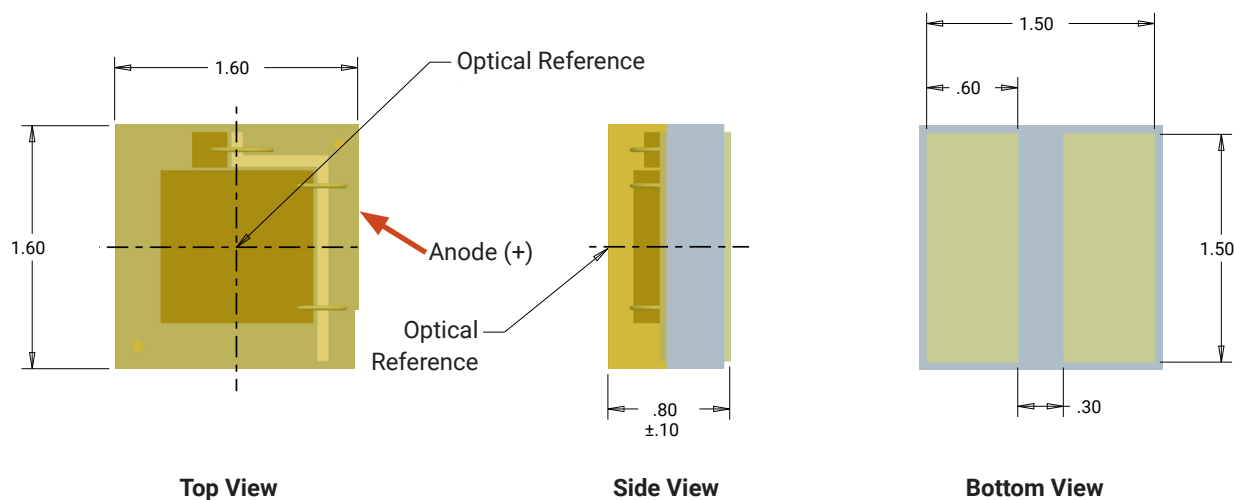 1.60
Optical Reference
1.60
Anode (+)
Optical
Reference
.80
±.10
1.50
.60
1.50
.30
Top View
Side View
Bottom View